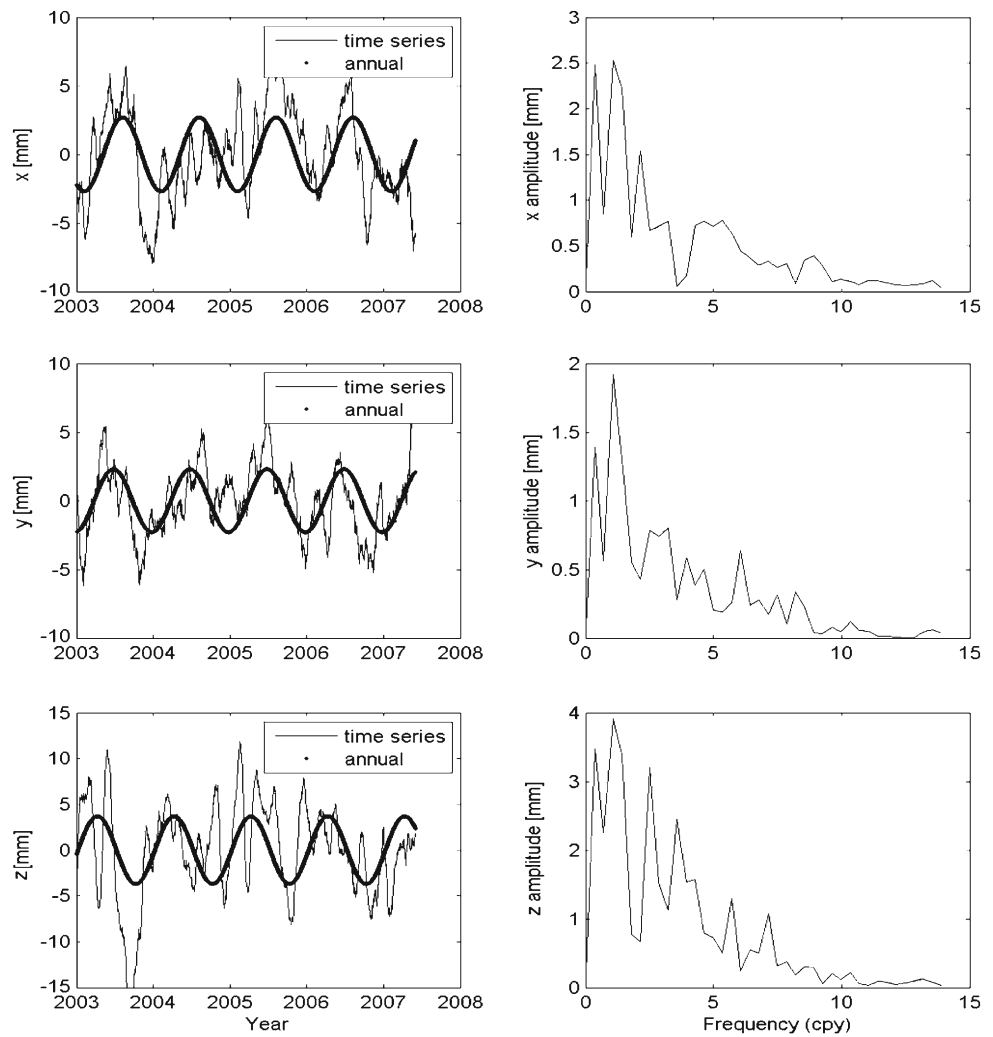 10
5
0
-5
-10
x [mm]
time series
annual
2003 2004 2005 2006 2007 2008
3
2.5
2
1.5
1
0.5
0
x amplitude [mm]
0 5 10 15
10
5
0
-5
-10
y [mm]
time series
annual
2003 2004 2005 2006 2007 2008
2
1.5
1
0.5
0
y amplitude [mm]
0 5 10 15
15
10
5
0
-5
-10
-15
z [mm]
time series
annual
2003 2004 2005 2006 2007 2008
Year
4
3
2
1
0
z amplitude [mm]
0 5 10 15
Frequency (cpy)